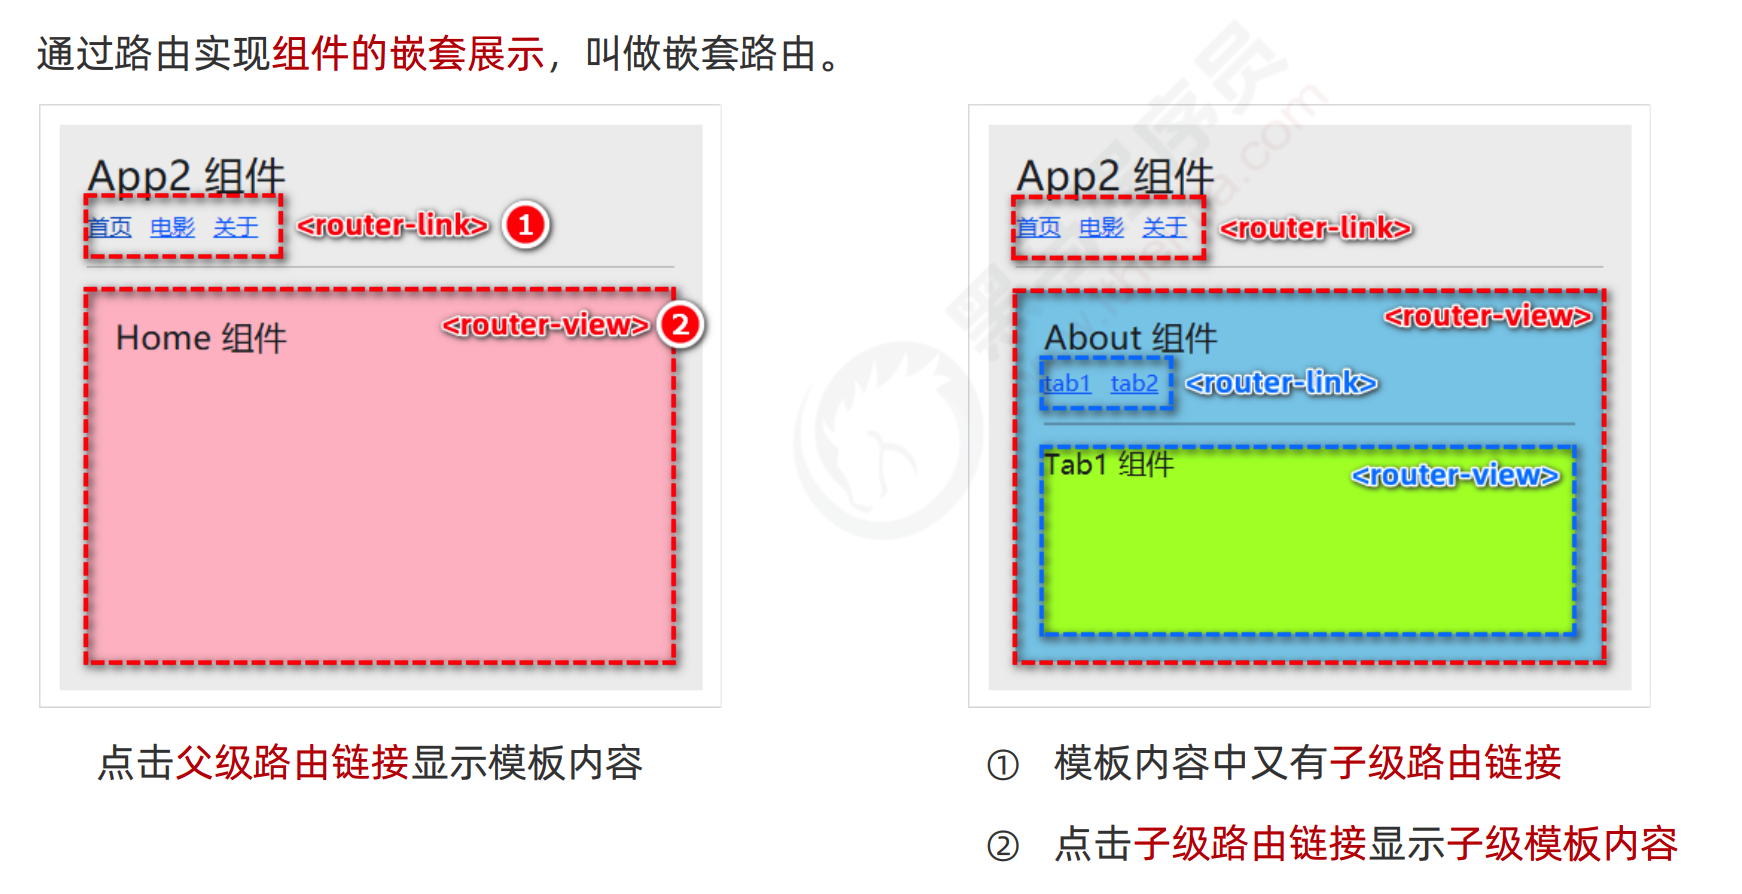 通过路由实现组件的嵌套展示，叫做嵌套路由。
App2 组件
首页 电影 关于 <router-link> 1
Home 组件 <router-view> 2
点击父级路由链接显示模板内容
App2 组件
首页 电影 关于 <router-link>
<router-view>
About 组件
tab1 tab2 <router-link>
Tab1 组件 <router-view>
① 模板内容中又有子级路由链接
② 点击子级路由链接显示子级模板内容